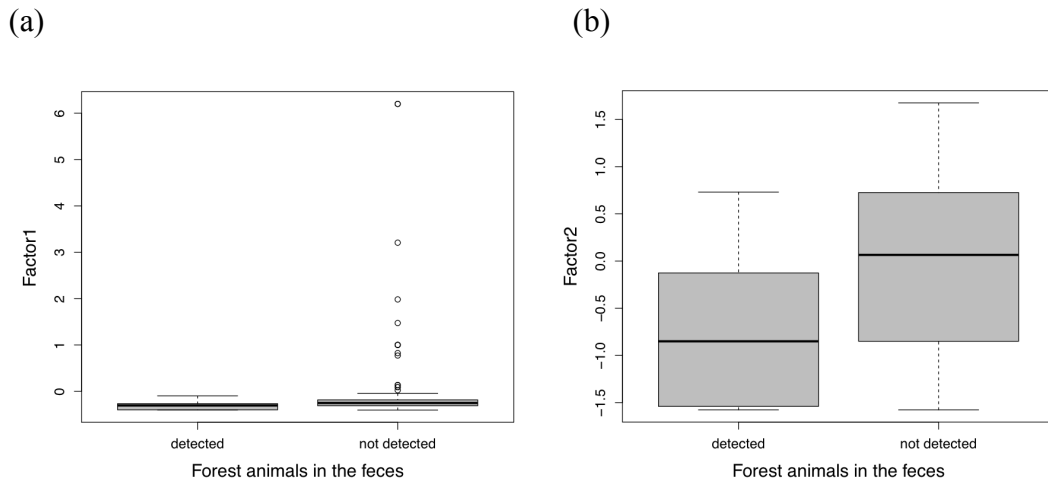 (a)
(b)
Factor1
6
5
4
3
2
1
0
detected
not detected
Forest animals in the feces
Factor2
1.5
1.0
0.5
0.0
−0.5
−1.0
−1.5
detected
not detected
Forest animals in the feces